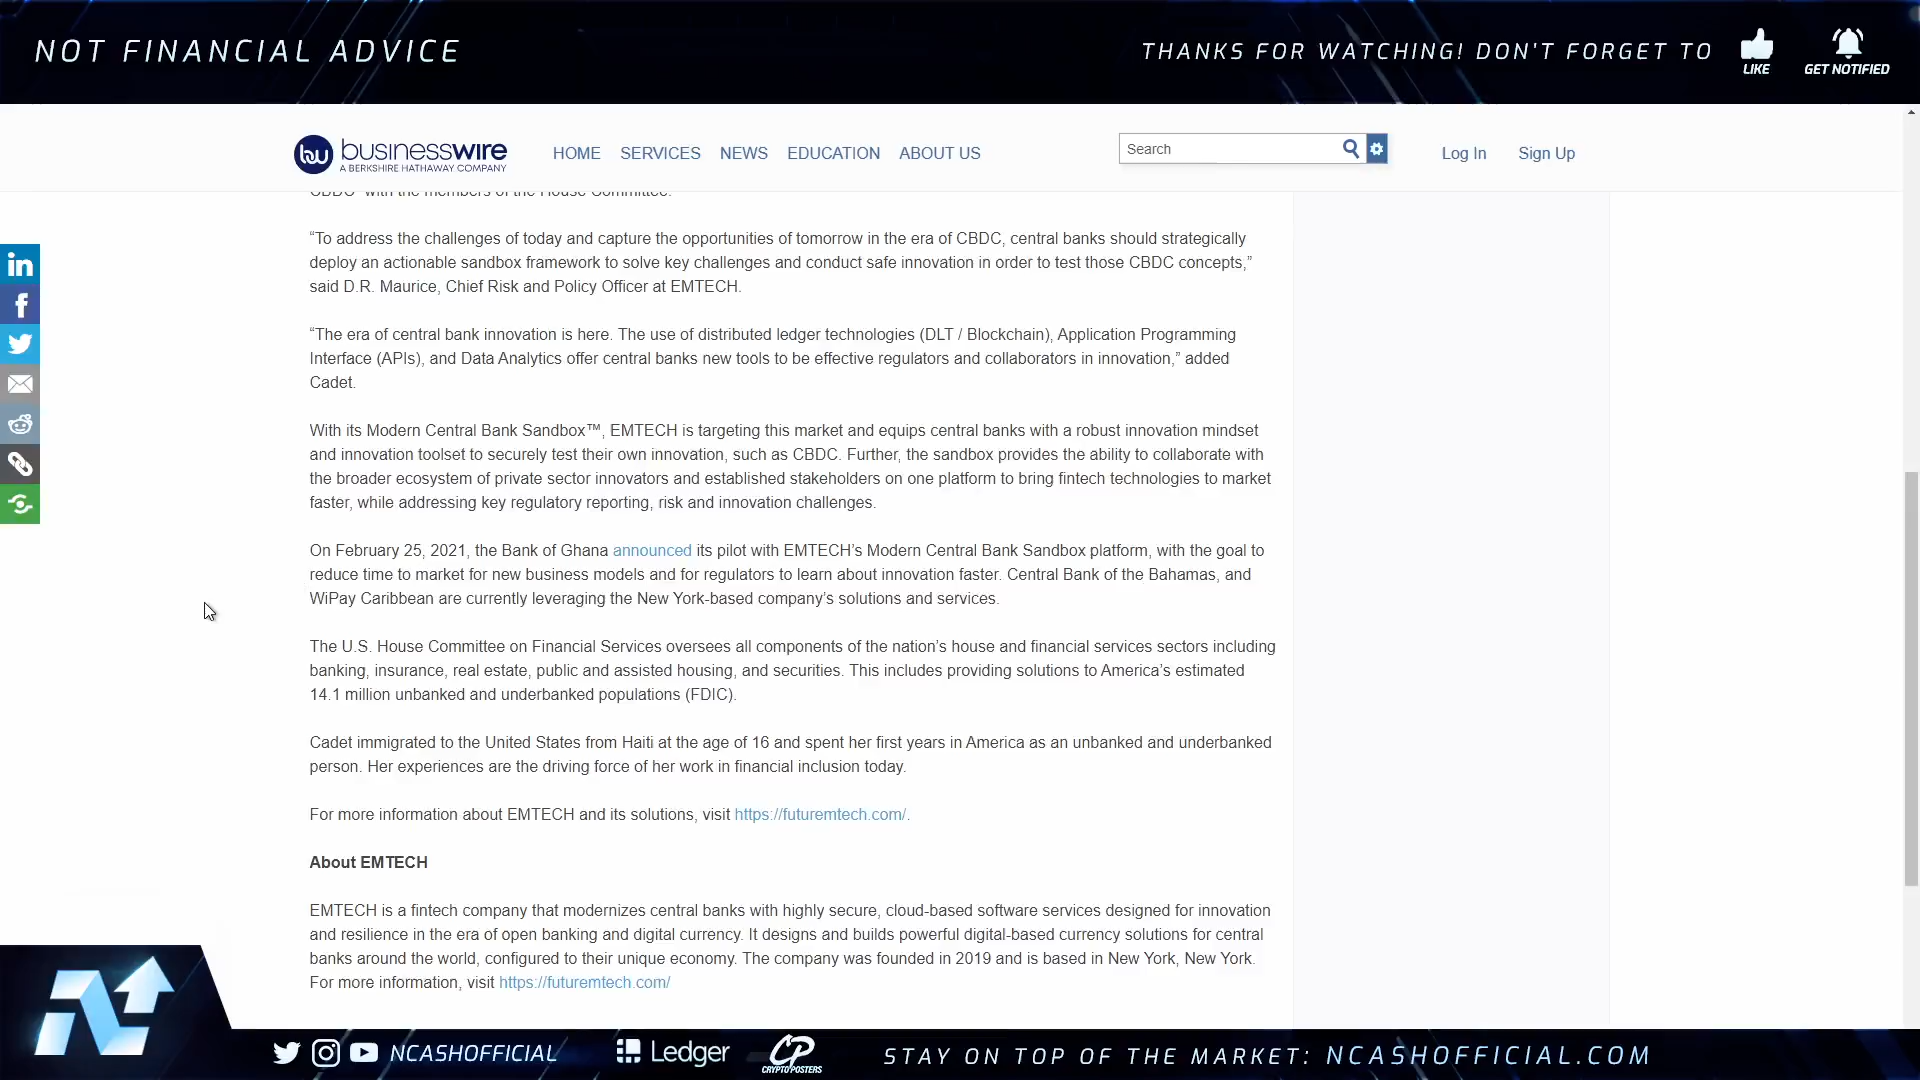 NOT FINANCIAL ADVICE
THANKS FOR WATCHING! DON'T FORGET TO
LIKE
GET NOTIFIED
bw businesswire
A BERKSHIRE HATHAWAY COMPANY
HOME SERVICES NEWS EDUCATION ABOUT US
Search
Log In Sign Up
CBDC” with the members of the House Committee.
“To address the challenges of today and capture the opportunities of tomorrow in the era of CBDC, central banks should strategically
deploy an actionable sandbox framework to solve key challenges and conduct safe innovation in order to test those CBDC concepts,”
said D.R. Maurice, Chief Risk and Policy Officer at EMTECH.
“The era of central bank innovation is here. The use of distributed ledger technologies (DLT / Blockchain), Application Programming
Interface (APIs), and Data Analytics offer central banks new tools to be effective regulators and collaborators in innovation,” added
Cadet.
With its Modern Central Bank Sandbox™, EMTECH is targeting this market and equips central banks with a robust innovation mindset
and innovation toolset to securely test their own innovation, such as CBDC. Further, the sandbox provides the ability to collaborate with
the broader ecosystem of private sector innovators and established stakeholders on one platform to bring fintech technologies to market
faster, while addressing key regulatory reporting, risk and innovation challenges.
On February 25, 2021, the Bank of Ghana announced its pilot with EMTECH’s Modern Central Bank Sandbox platform, with the goal to
reduce time to market for new business models and for regulators to learn about innovation faster. Central Bank of the Bahamas, and
WiPay Caribbean are currently leveraging the New York-based company’s solutions and services.
The U.S. House Committee on Financial Services oversees all components of the nation’s house and financial services sectors including
banking, insurance, real estate, public and assisted housing, and securities. This includes providing solutions to America’s estimated
14.1 million unbanked and underbanked populations (FDIC).
Cadet immigrated to the United States from Haiti at the age of 16 and spent her first years in America as an unbanked and underbanked
person. Her experiences are the driving force of her work in financial inclusion today.
For more information about EMTECH and its solutions, visit https://futuremtech.com/.
About EMTECH
EMTECH is a fintech company that modernizes central banks with highly secure, cloud-based software services designed for innovation
and resilience in the era of open banking and digital currency. It designs and builds powerful digital-based currency solutions for central
banks around the world, configured to their unique economy. The company was founded in 2019 and is based in New York, New York.
For more information, visit https://futuremtech.com/
NCASHOFFICIAL
Ledger
CP
CRYPTOPOSTERS
STAY ON TOP OF THE MARKET: NCASHOFFICIAL.COM